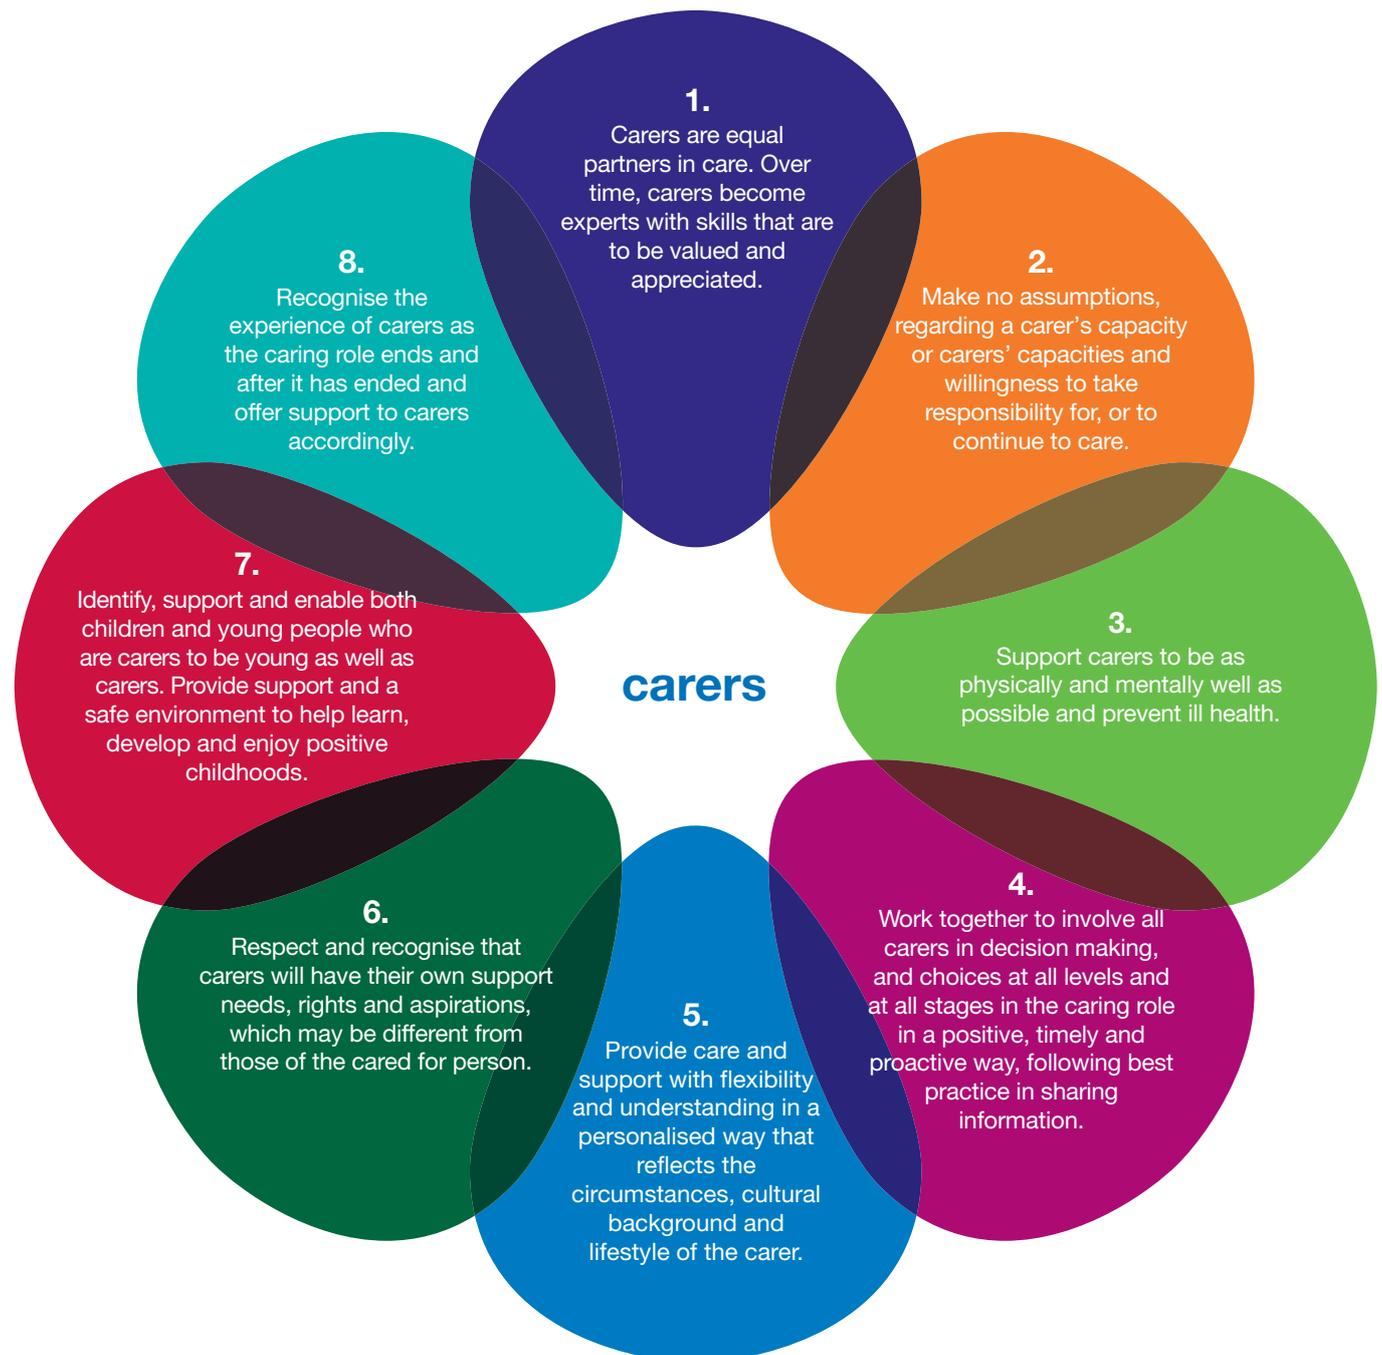 1.
Carers are equal
partners in care. Over
time, carers become
experts with skills that are
to be valued and
appreciated.
2.
Make no assumptions,
regarding a carer’s capacity
or carers’ capacities and
willingness to take
responsibility for, or to
continue to care.
3.
Support carers to be as
physically and mentally well as
possible and prevent ill health.
4.
Work together to involve all
carers in decision making,
and choices at all levels and
at all stages in the caring role
in a positive, timely and
proactive way, following best
practice in sharing
information.
5.
Provide care and
support with flexibility
and understanding in a
personalised way that
reflects the
circumstances, cultural
background and
lifestyle of the carer.
6.
Respect and recognise that
carers will have their own support
needs, rights and aspirations,
which may be different from
those of the cared for person.
7.
Identify, support and enable both
children and young people who
are carers to be young as well as
carers. Provide support and a
safe environment to help learn,
develop and enjoy positive
childhoods.
8.
Recognise the
experience of carers as
the caring role ends and
after it has ended and
offer support to carers
accordingly.
carers